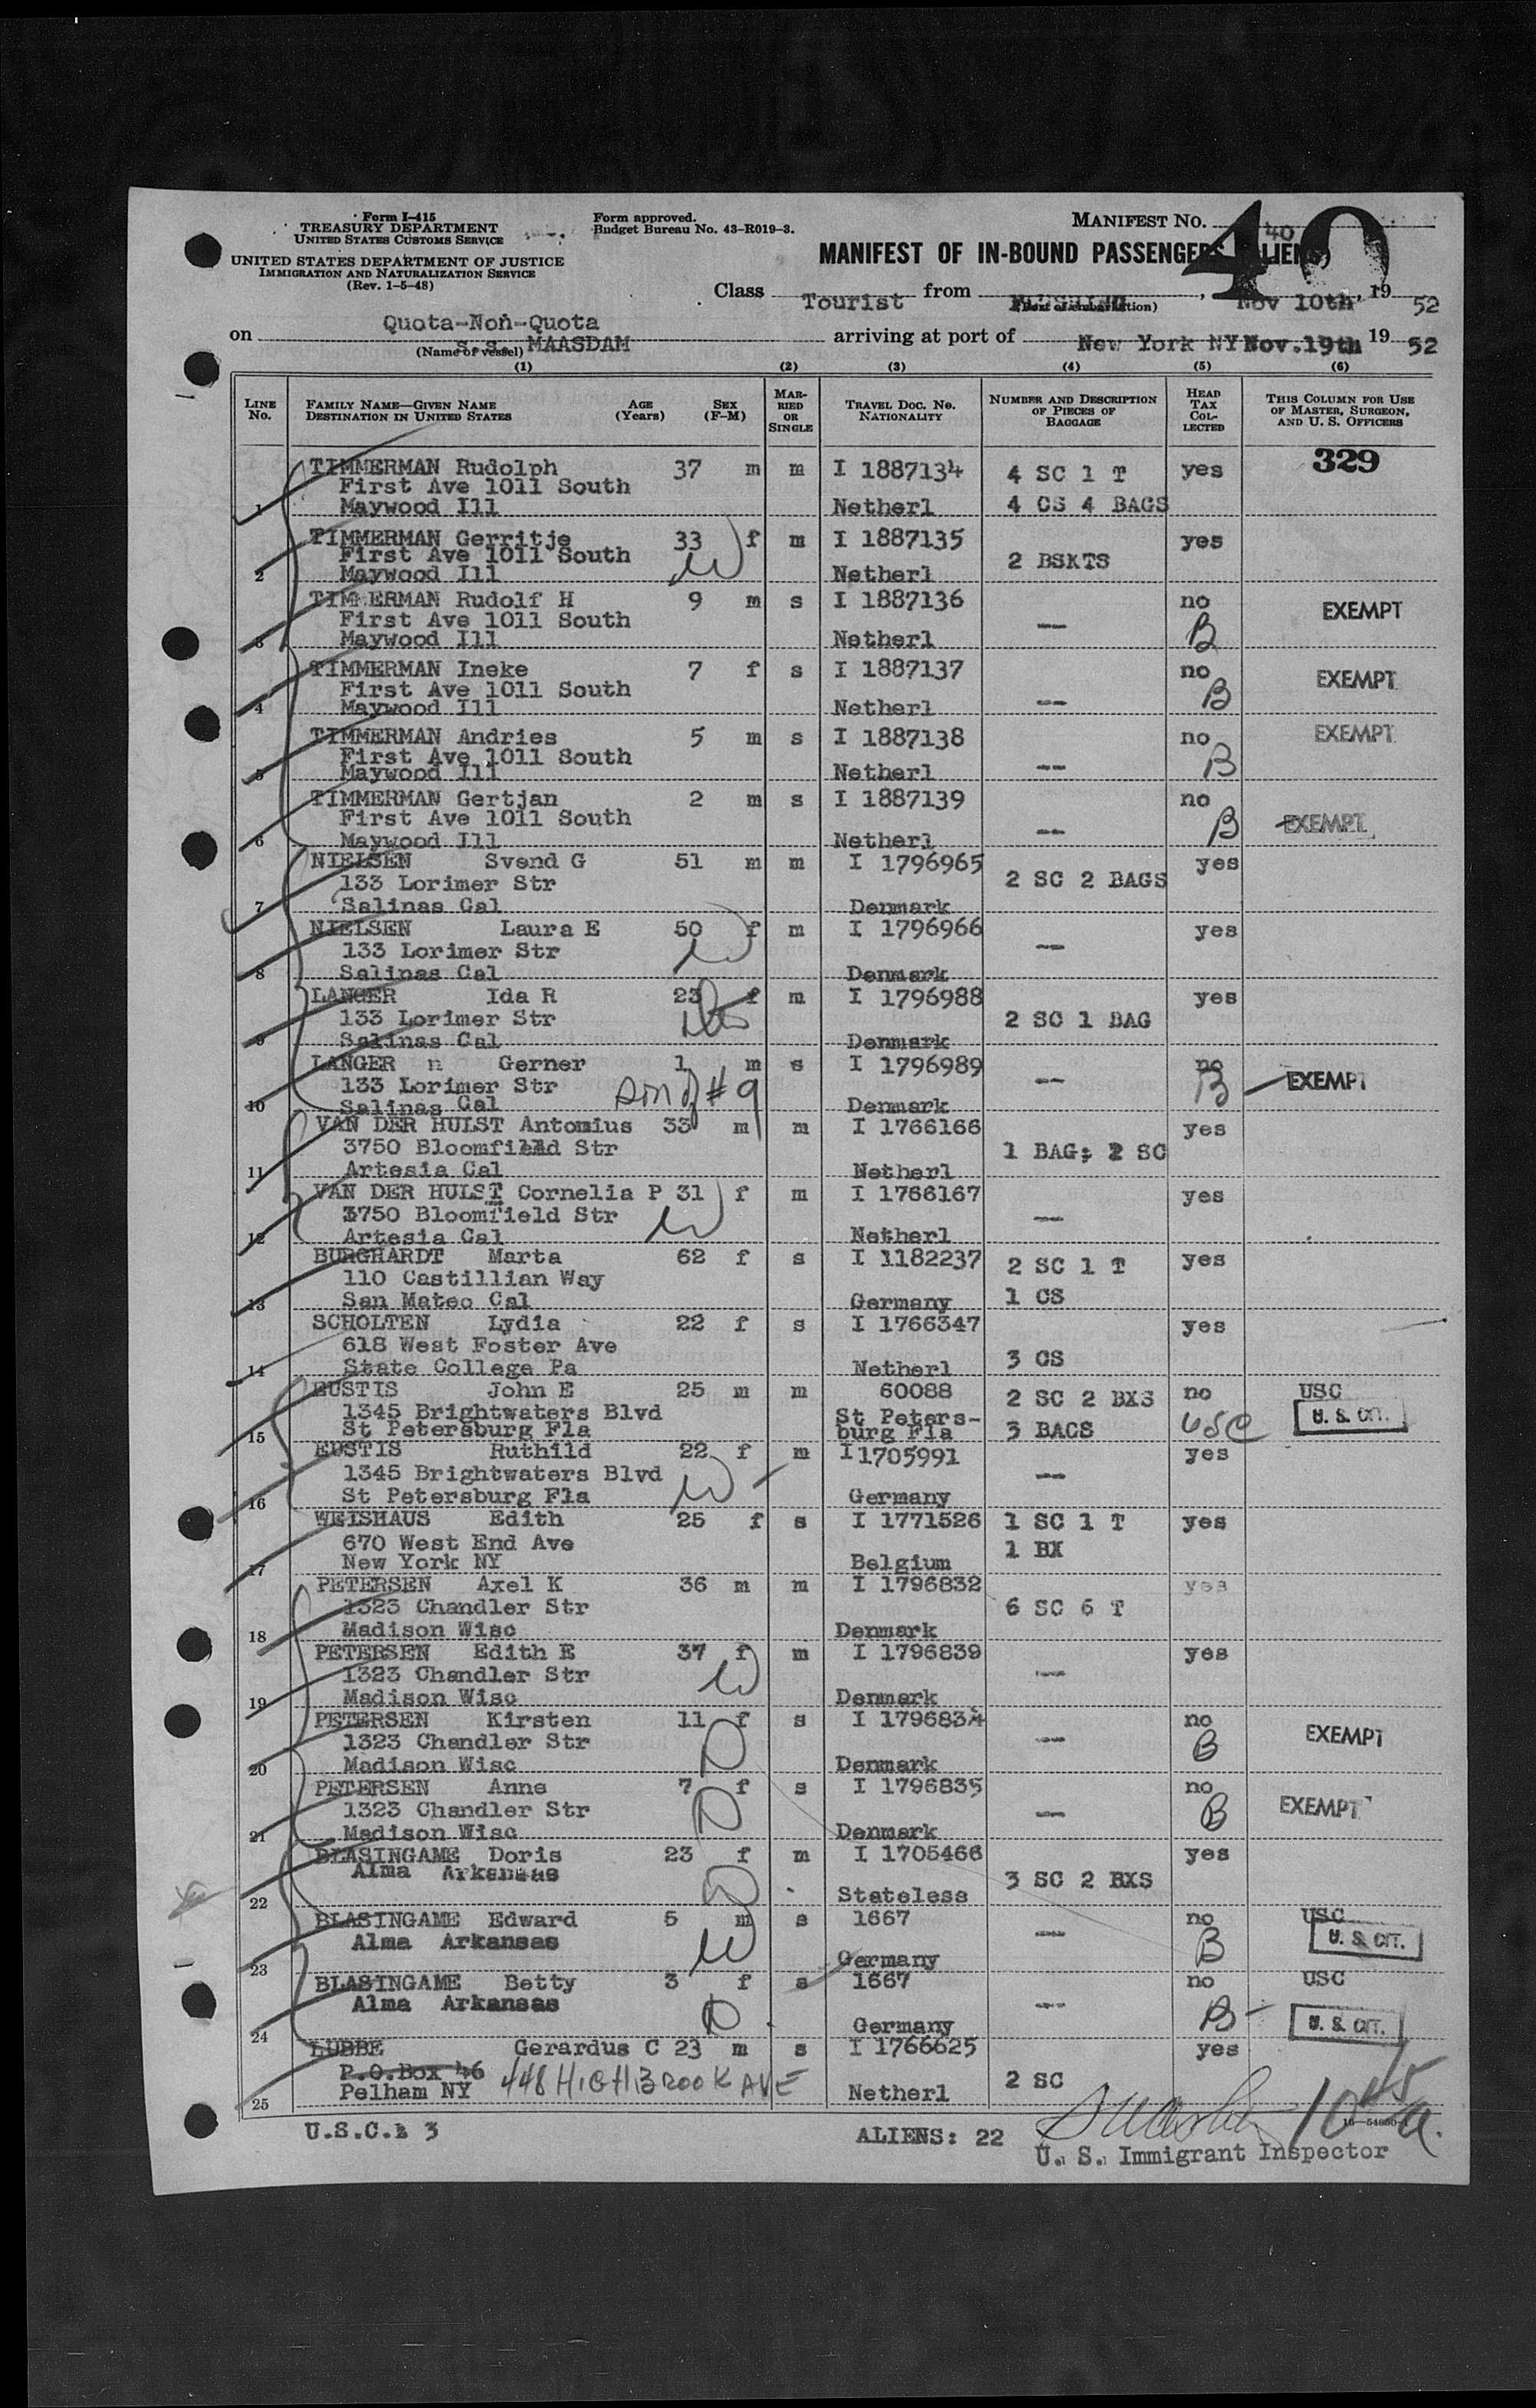 Form I-415
TREASURY DEPARTMENT
UNITED STATES CUSTOMS SERVICE
UNITED STATES DEPARTMENT OF JUSTICE
IMMIGRATION AND NATURALIZATION SERVICE
(Rev. 1-5-48)
Form approved.
Budget Bureau No. 43-R019-3.
MANIFEST NO. 40
40
MANIFEST OF IN-BOUND PASSENGERS (ALIENS)
Class Tourist from (Port of embarkation), Nov 10th, 19 52
Quota-Non-Quota
on S.S. MAASDAM arriving at port of New York NY Nov. 19th 19 52
(Name of vessel)
(1) (2) (3) (4) (5) (6)
LINE No. FAMILY NAME—GIVEN NAME DESTINATION IN UNITED STATES AGE (Years) SEX (F-M) MARRIED OR SINGLE TRAVEL DOC. NO. NATIONALITY NUMBER AND DESCRIPTION OF PIECES OF BAGGAGE HEAD TAX COLLECTED THIS COLUMN FOR USE OF MASTER, SURGEON, AND U. S. OFFICERS
329
TIMMERMAN Rudolph 37 m m I 1887134 4 SC 1 T yes
First Ave 1011 South
1 Maywood Ill Netherl 4 CS 4 BAGS
TIMMERMAN Gerritje 33 f m I 1887135 yes
First Ave 1011 South W 2 BSKTS
2 Maywood Ill Netherl
TIMMERMAN Rudolf H 9 m s I 1887136 no EXEMPT
First Ave 1011 South --
3 Maywood Ill Netherl B
TIMMERMAN Ineke 7 f s I 1887137 no EXEMPT
First Ave 1011 South B
4 Maywood Ill Netherl --
TIMMERMAN Andries 5 m s I 1887138 no EXEMPT
First Ave 1011 South B
5 Maywood Ill Netherl --
TIMMERMAN Gertjan 2 m s I 1887139 no
First Ave 1011 South B EXEMPT
6 Maywood Ill Netherl --
NIELSEN Svend G 51 m m I 1796965 yes
133 Lorimer Str 2 SC 2 BAGS
7 Salinas Cal Denmark
NIELSEN Laura E 50 f m I 1796966 yes
133 Lorimer Str W --
8 Salinas Cal Denmark
LANGER Ida R 23 f m I 1796988 yes
133 Lorimer Str 2 SC 1 BAG
9 Salinas Cal Denmark
LANGER n Gerner 1 m s I 1796989 no
133 Lorimer Str son of #9 -- B EXEMPT
10 Salinas Cal Denmark
VAN DER HULST Antonius 33 m m I 1766166 yes
3750 Bloomfield Str 1 BAG; 2 SC
11 Artesia Cal Netherl
VAN DER HULST Cornelia P 31 f m I 1766167 yes
3750 Bloomfield Str W --
12 Artesia Cal Netherl
BURGHARDT Marta 62 f s I 1182237 2 SC 1 T yes
110 Castillian Way
13 San Mateo Cal Germany 1 CS
SCHOLTEN Lydia 22 f s I 1766347 yes
618 West Foster Ave
14 State College Pa Netherl 3 CS
EUSTIS John E 25 m m 60088 2 SC 2 BXS no USC
1345 Brightwaters Blvd St Peters- U. S. CIT.
15 St Petersburg Fla burg Fla 3 BAGS USC
EUSTIS Ruthild 22 f m I 1705991 yes
1345 Brightwaters Blvd W --
16 St Petersburg Fla Germany
WEISHAUS Edith 25 f s I 1771526 1 SC 1 T yes
670 West End Ave 1 BX
17 New York NY Belgium
PETERSEN Axel K 36 m m I 1796832 yes
1323 Chandler Str 6 SC 6 T
18 Madison Wisc Denmark
PETERSEN Edith E 37 f m I 1796839 yes
1323 Chandler Str W --
19 Madison Wisc Denmark
PETERSEN Kirsten 11 f s I 1796834 no EXEMPT
1323 Chandler Str D -- B
20 Madison Wisc Denmark
PETERSEN Anne 7 f s I 1796835 no EXEMPT
1323 Chandler Str D -- B
21 Madison Wisc Denmark
BLASINGAME Doris 23 f m I 1705466 yes
Alma Arkansas 3 SC 2 BXS
22 Stateless
BLASINGAME Edward 5 m s 1667 no USC
Alma Arkansas -- B U. S. CIT.
23 Germany
BLASINGAME Betty 3 f s 1667 no USC
Alma Arkansas D -- B U. S. CIT.
24 Germany
LUBBE Gerardus C 23 m s I 1766625 yes
P.O.Box 46 448 HIGHBROOK AVE 2 SC
25 Pelham NY Netherl
U.S.C.: 3 ALIENS: 22 1045 a.
U. S. Immigrant Inspector